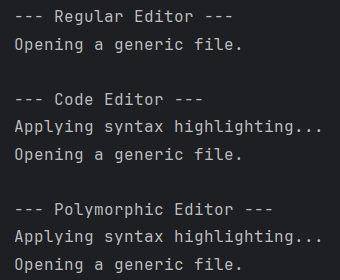 --- Regular Editor ---
Opening a generic file.
--- Code Editor ---
Applying syntax highlighting...
Opening a generic file.
--- Polymorphic Editor ---
Applying syntax highlighting...
Opening a generic file.